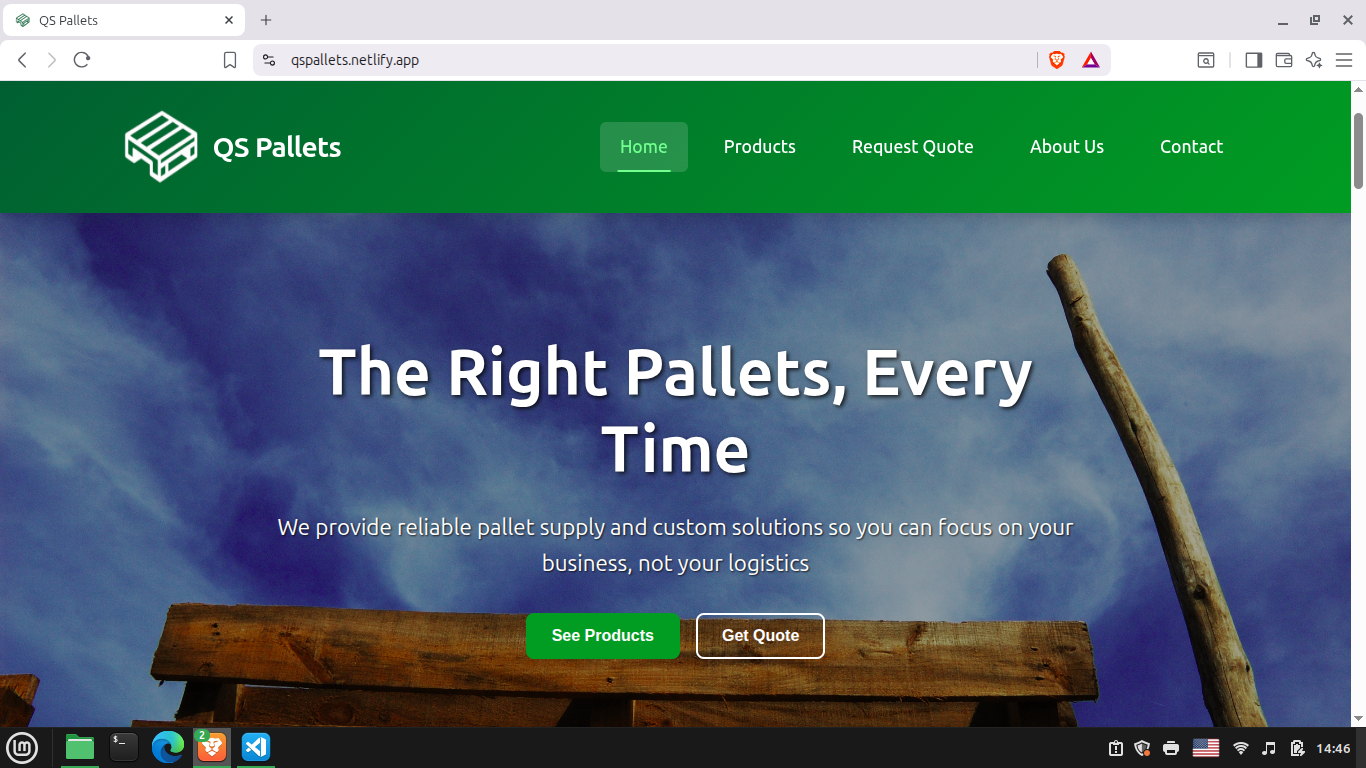 QS Pallets
qspallets.netlify.app
QS Pallets
Home
Products
Request Quote
About Us
Contact
The Right Pallets, Every
Time
We provide reliable pallet supply and custom solutions so you can focus on your
business, not your logistics
See Products
Get Quote
$_
2
14:46